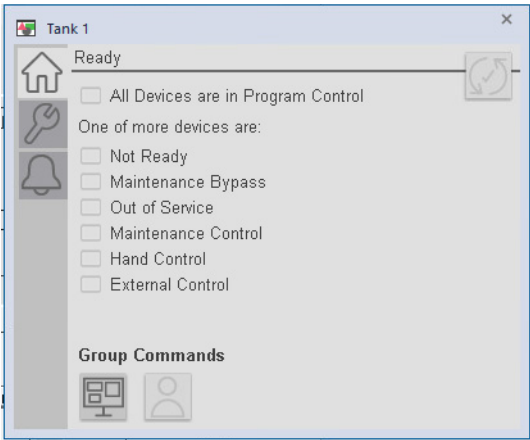 Tank 1
Ready
All Devices are in Program Control
One of more devices are:
Not Ready
Maintenance Bypass
Out of Service
Maintenance Control
Hand Control
External Control
Group Commands